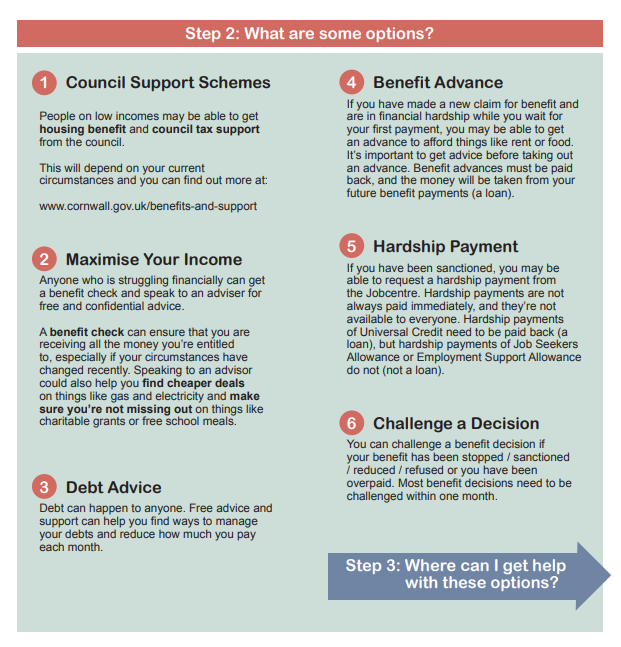 Step 2: What are some options?
1 Council Support Schemes
People on low incomes may be able to get
housing benefit and council tax support
from the council.
This will depend on your current
circumstances and you can find out more at:
www.cornwall.gov.uk/benefits-and-support
2 Maximise Your Income
Anyone who is struggling financially can get
a benefit check and speak to an adviser for
free and confidential advice.
A benefit check can ensure that you are
receiving all the money you're entitled
to, especially if your circumstances have
changed recently. Speaking to an advisor
could also help you find cheaper deals
on things like gas and electricity and make
sure you're not missing out on things like
charitable grants or free school meals.
3 Debt Advice
Debt can happen to anyone. Free advice and
support can help you find ways to manage
your debts and reduce how much you pay
each month.
4 Benefit Advance
If you have made a new claim for benefit and
are in financial hardship while you wait for
your first payment, you may be able to get
an advance to afford things like rent or food.
It's important to get advice before taking out
an advance. Benefit advances must be paid
back, and the money will be taken from your
future benefit payments (a loan).
5 Hardship Payment
If you have been sanctioned, you may be
able to request a hardship payment from
the Jobcentre. Hardship payments are not
always paid immediately, and they're not
available to everyone. Hardship payments
of Universal Credit need to be paid back (a
loan), but hardship payments of Job Seekers
Allowance or Employment Support Allowance
do not (not a loan).
6 Challenge a Decision
You can challenge a benefit decision if
your benefit has been stopped / sanctioned
/ reduced / refused or you have been
overpaid. Most benefit decisions need to be
challenged within one month.
Step 3: Where can I get help
with these options?